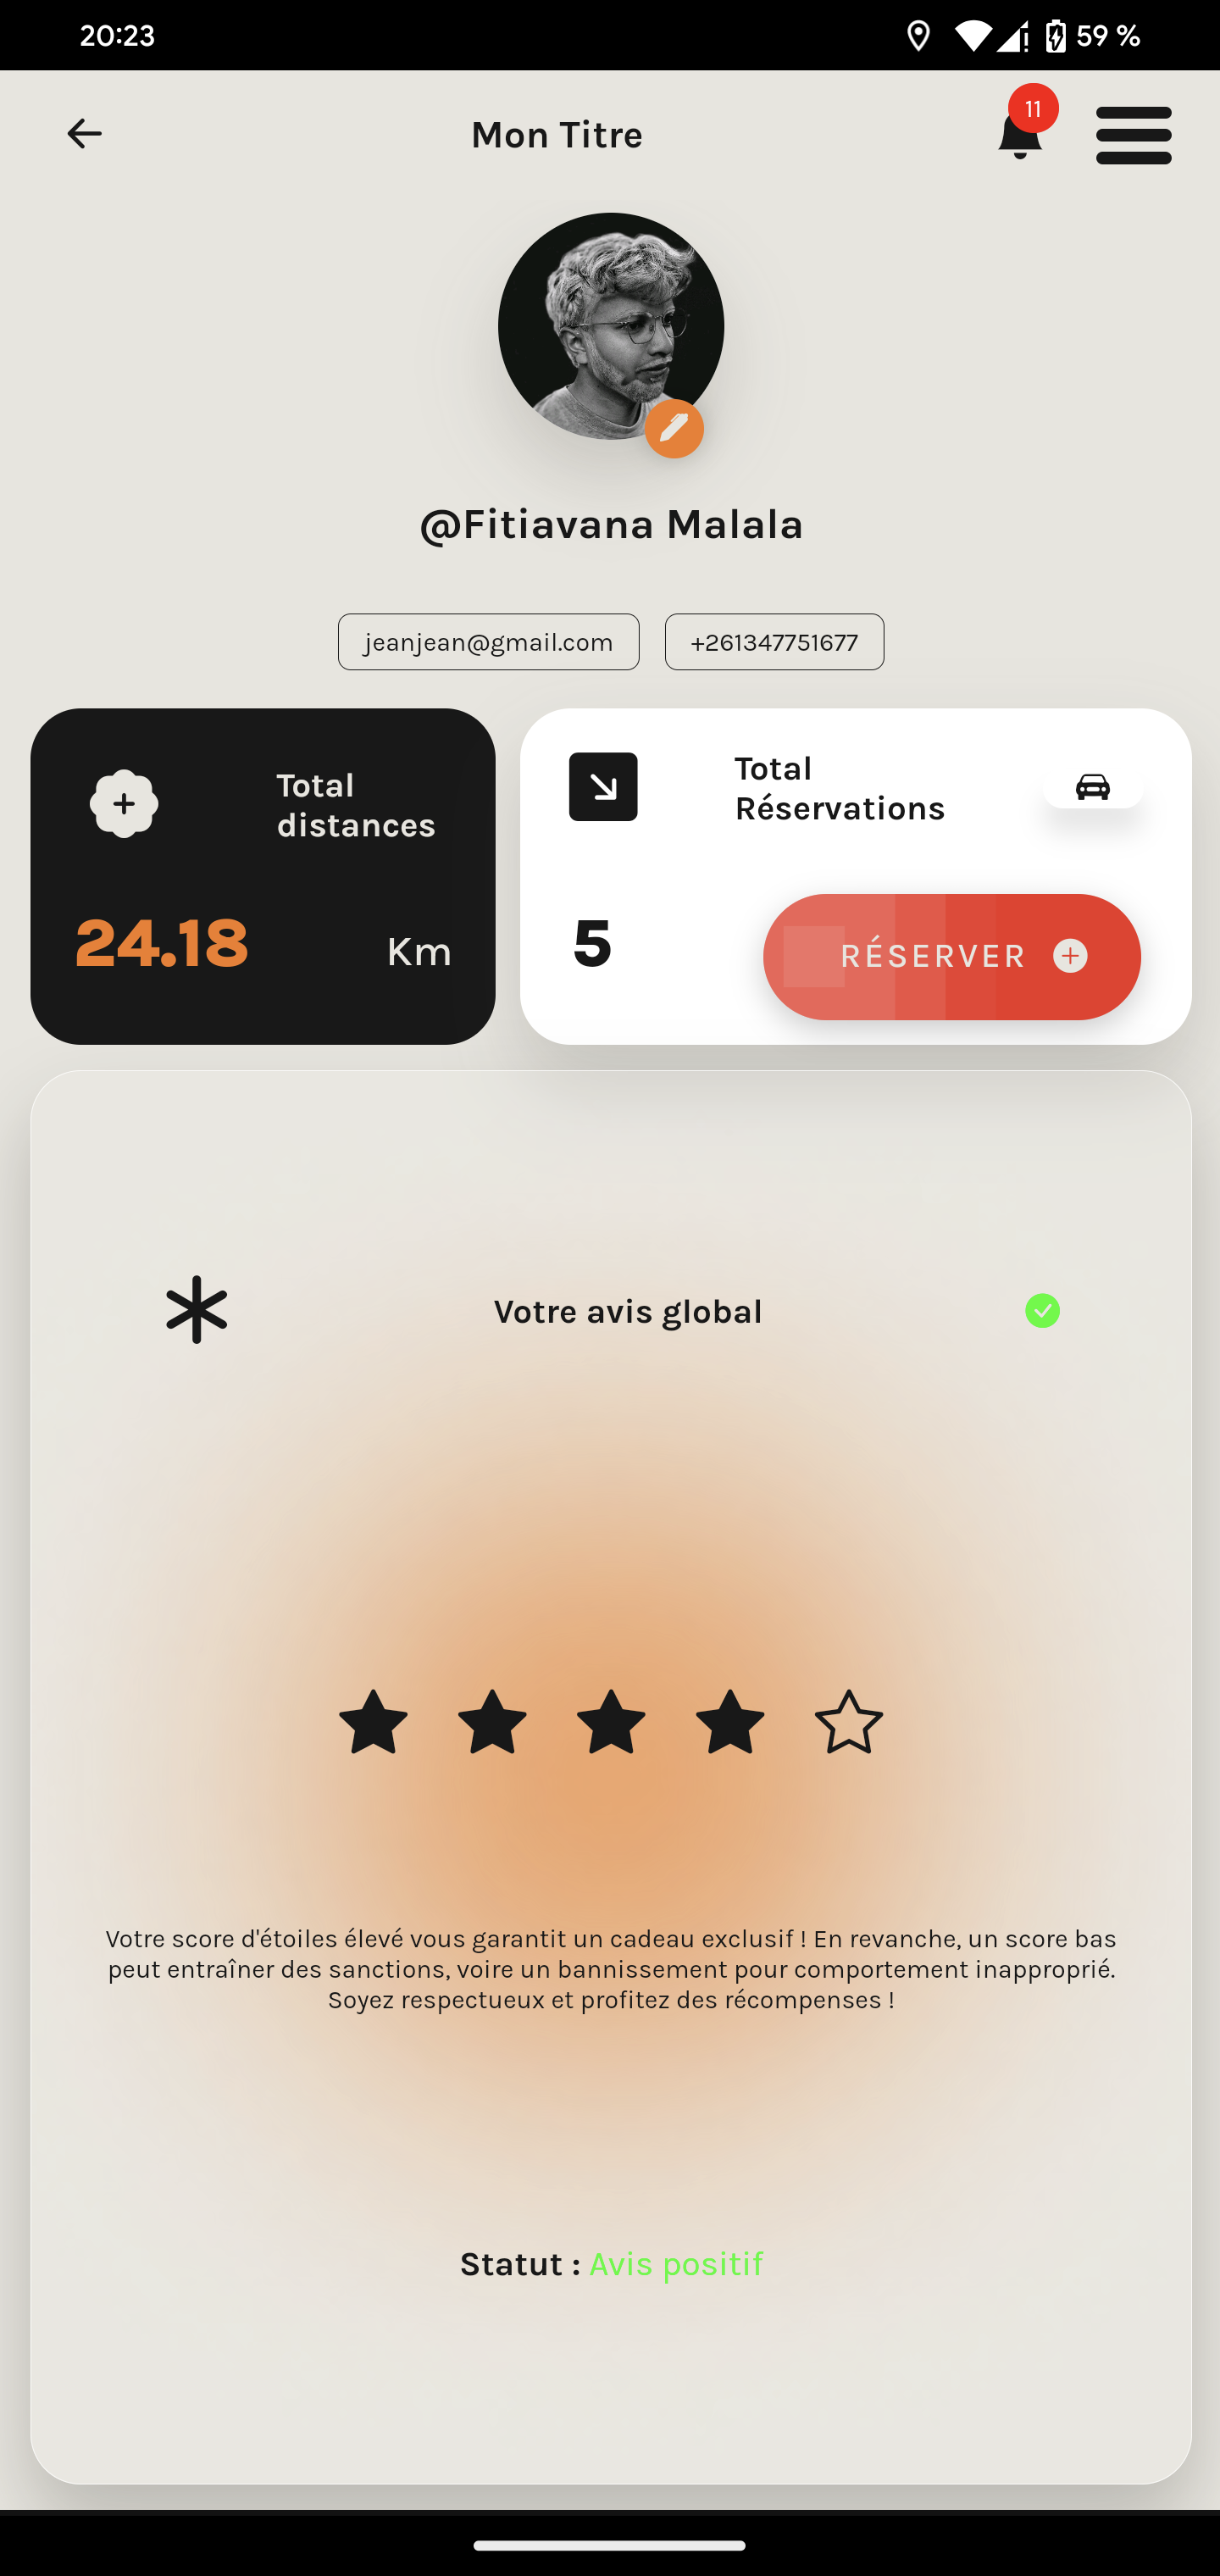 20:23
59 %
Mon Titre
11
@Fitiavana Malala
jeanjean@gmail.com
+261347751677
Total
distances
24.18
Km
Total
Réservations
5
RÉSERVER
Votre avis global
Votre score d'étoiles élevé vous garantit un cadeau exclusif ! En revanche, un score bas
peut entraîner des sanctions, voire un bannissement pour comportement inapproprié.
Soyez respectueux et profitez des récompenses !
Statut : Avis positif